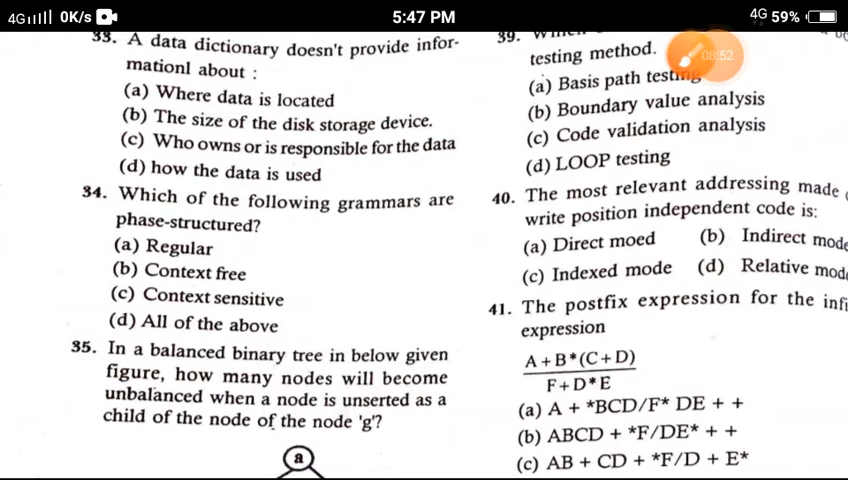 4G 0K/s 5:47 PM 4G 59%
33. A data dictionary doesn't provide infor-
mationl about :
(a) Where data is located
(b) The size of the disk storage device.
(c) Who owns or is responsible for the data
(d) how the data is used
34. Which of the following grammars are
phase-structured?
(a) Regular
(b) Context free
(c) Context sensitive
(d) All of the above
35. In a balanced binary tree in below given
figure, how many nodes will become
unbalanced when a node is unserted as a
child of the node of the node 'g'?
a
39.
testing method.
08:52
(a) Basis path testing
(b) Boundary value analysis
(c) Code validation analysis
(d) LOOP testing
40. The most relevant addressing made
write position independent code is:
(a) Direct moed (b) Indirect mode
(c) Indexed mode (d) Relative mod
41. The postfix expression for the infi
expression
A+B*(C+D)
F+D*E
(a) A + *BCD/F* DE + +
(b) ABCD + *F/DE* + +
(c) AB + CD + *F/D + E*